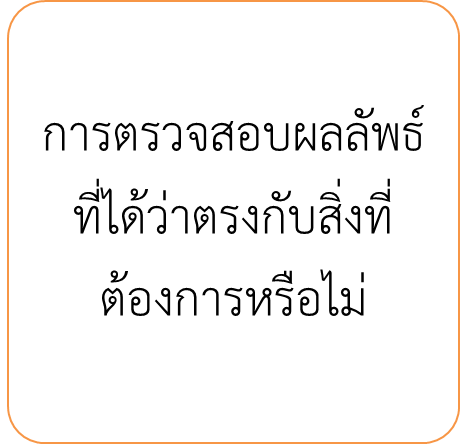 การตรวจสอบผลลัพธ์
ที่ได้ว่าตรงกับสิ่งที่
ต้องการหรือไม่